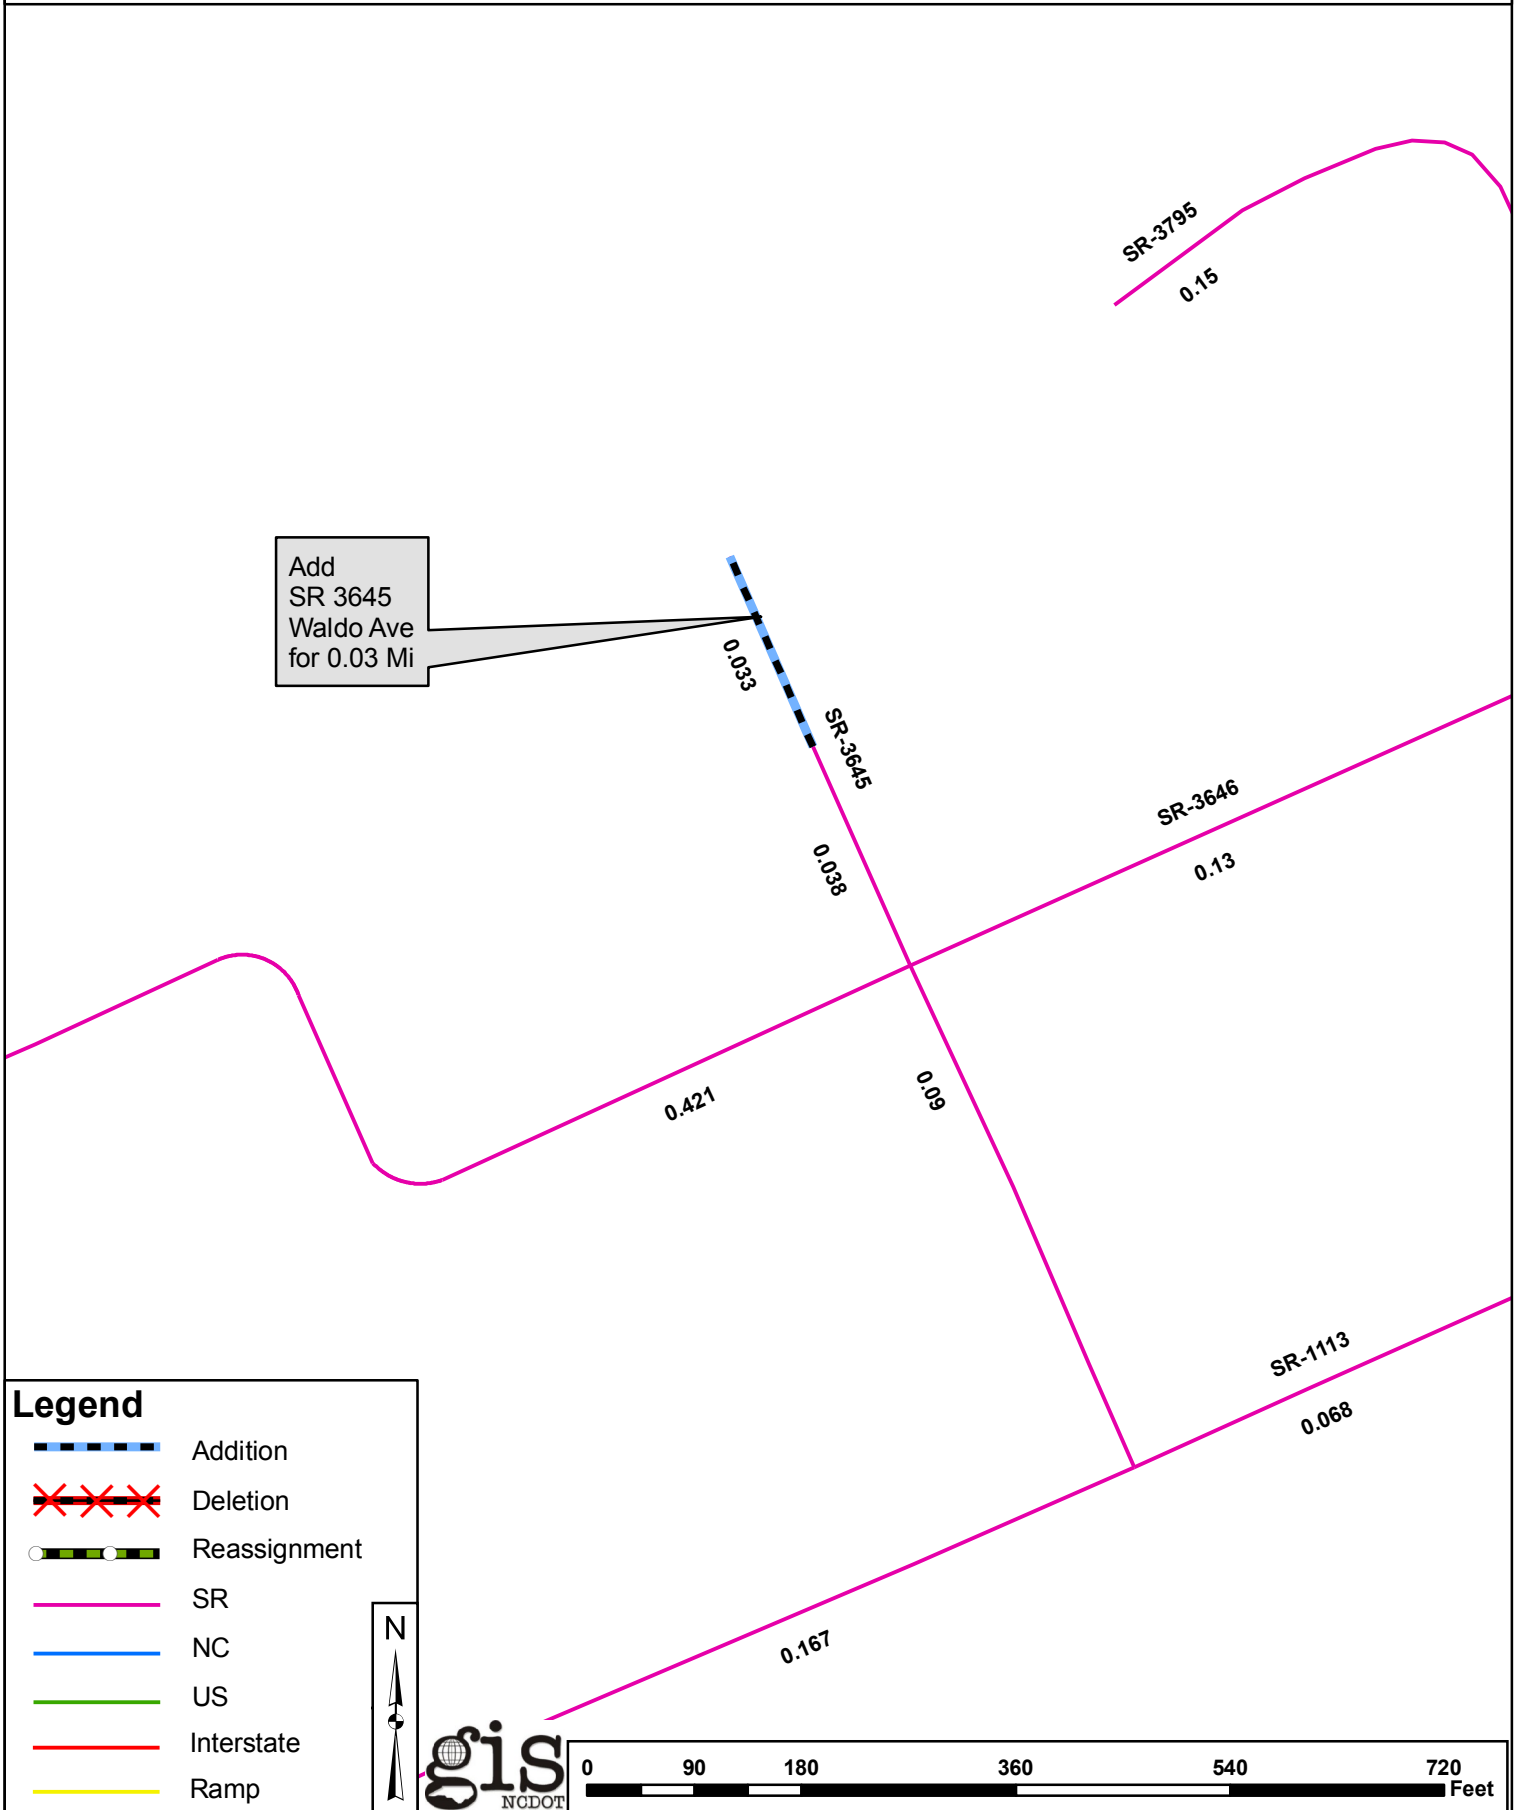 SR-3795
0.15
Add
SR 3645
Waldo Ave
for 0.03 Mi
0.033
SR-3645
SR-3646
0.038
0.13
0.09
0.421
SR-1113
0.068
0.167
Legend
Addition
Deletion
Reassignment
SR
NC
US
Interstate
Ramp
N
gis
NCDOT
0 90 180 360 540 720
Feet